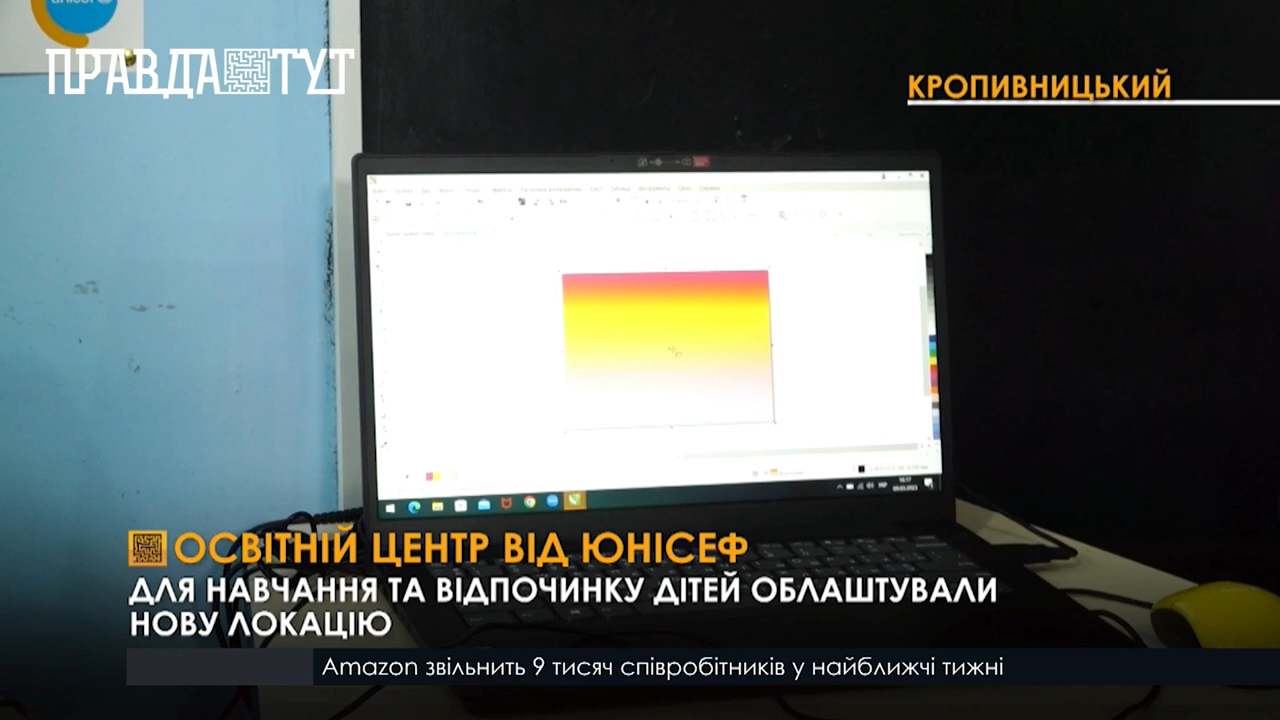 unicef
ПРАВДА ТУТ
КРОПИВНИЦЬКИЙ
ОСВІТНІЙ ЦЕНТР ВІД ЮНІСЕФ
ДЛЯ НАВЧАННЯ ТА ВІДПОЧИНКУ ДІТЕЙ ОБЛАШТУВАЛИ
НОВУ ЛОКАЦІЮ
Amazon звільнить 9 тисяч співробітників у найближчі тижні